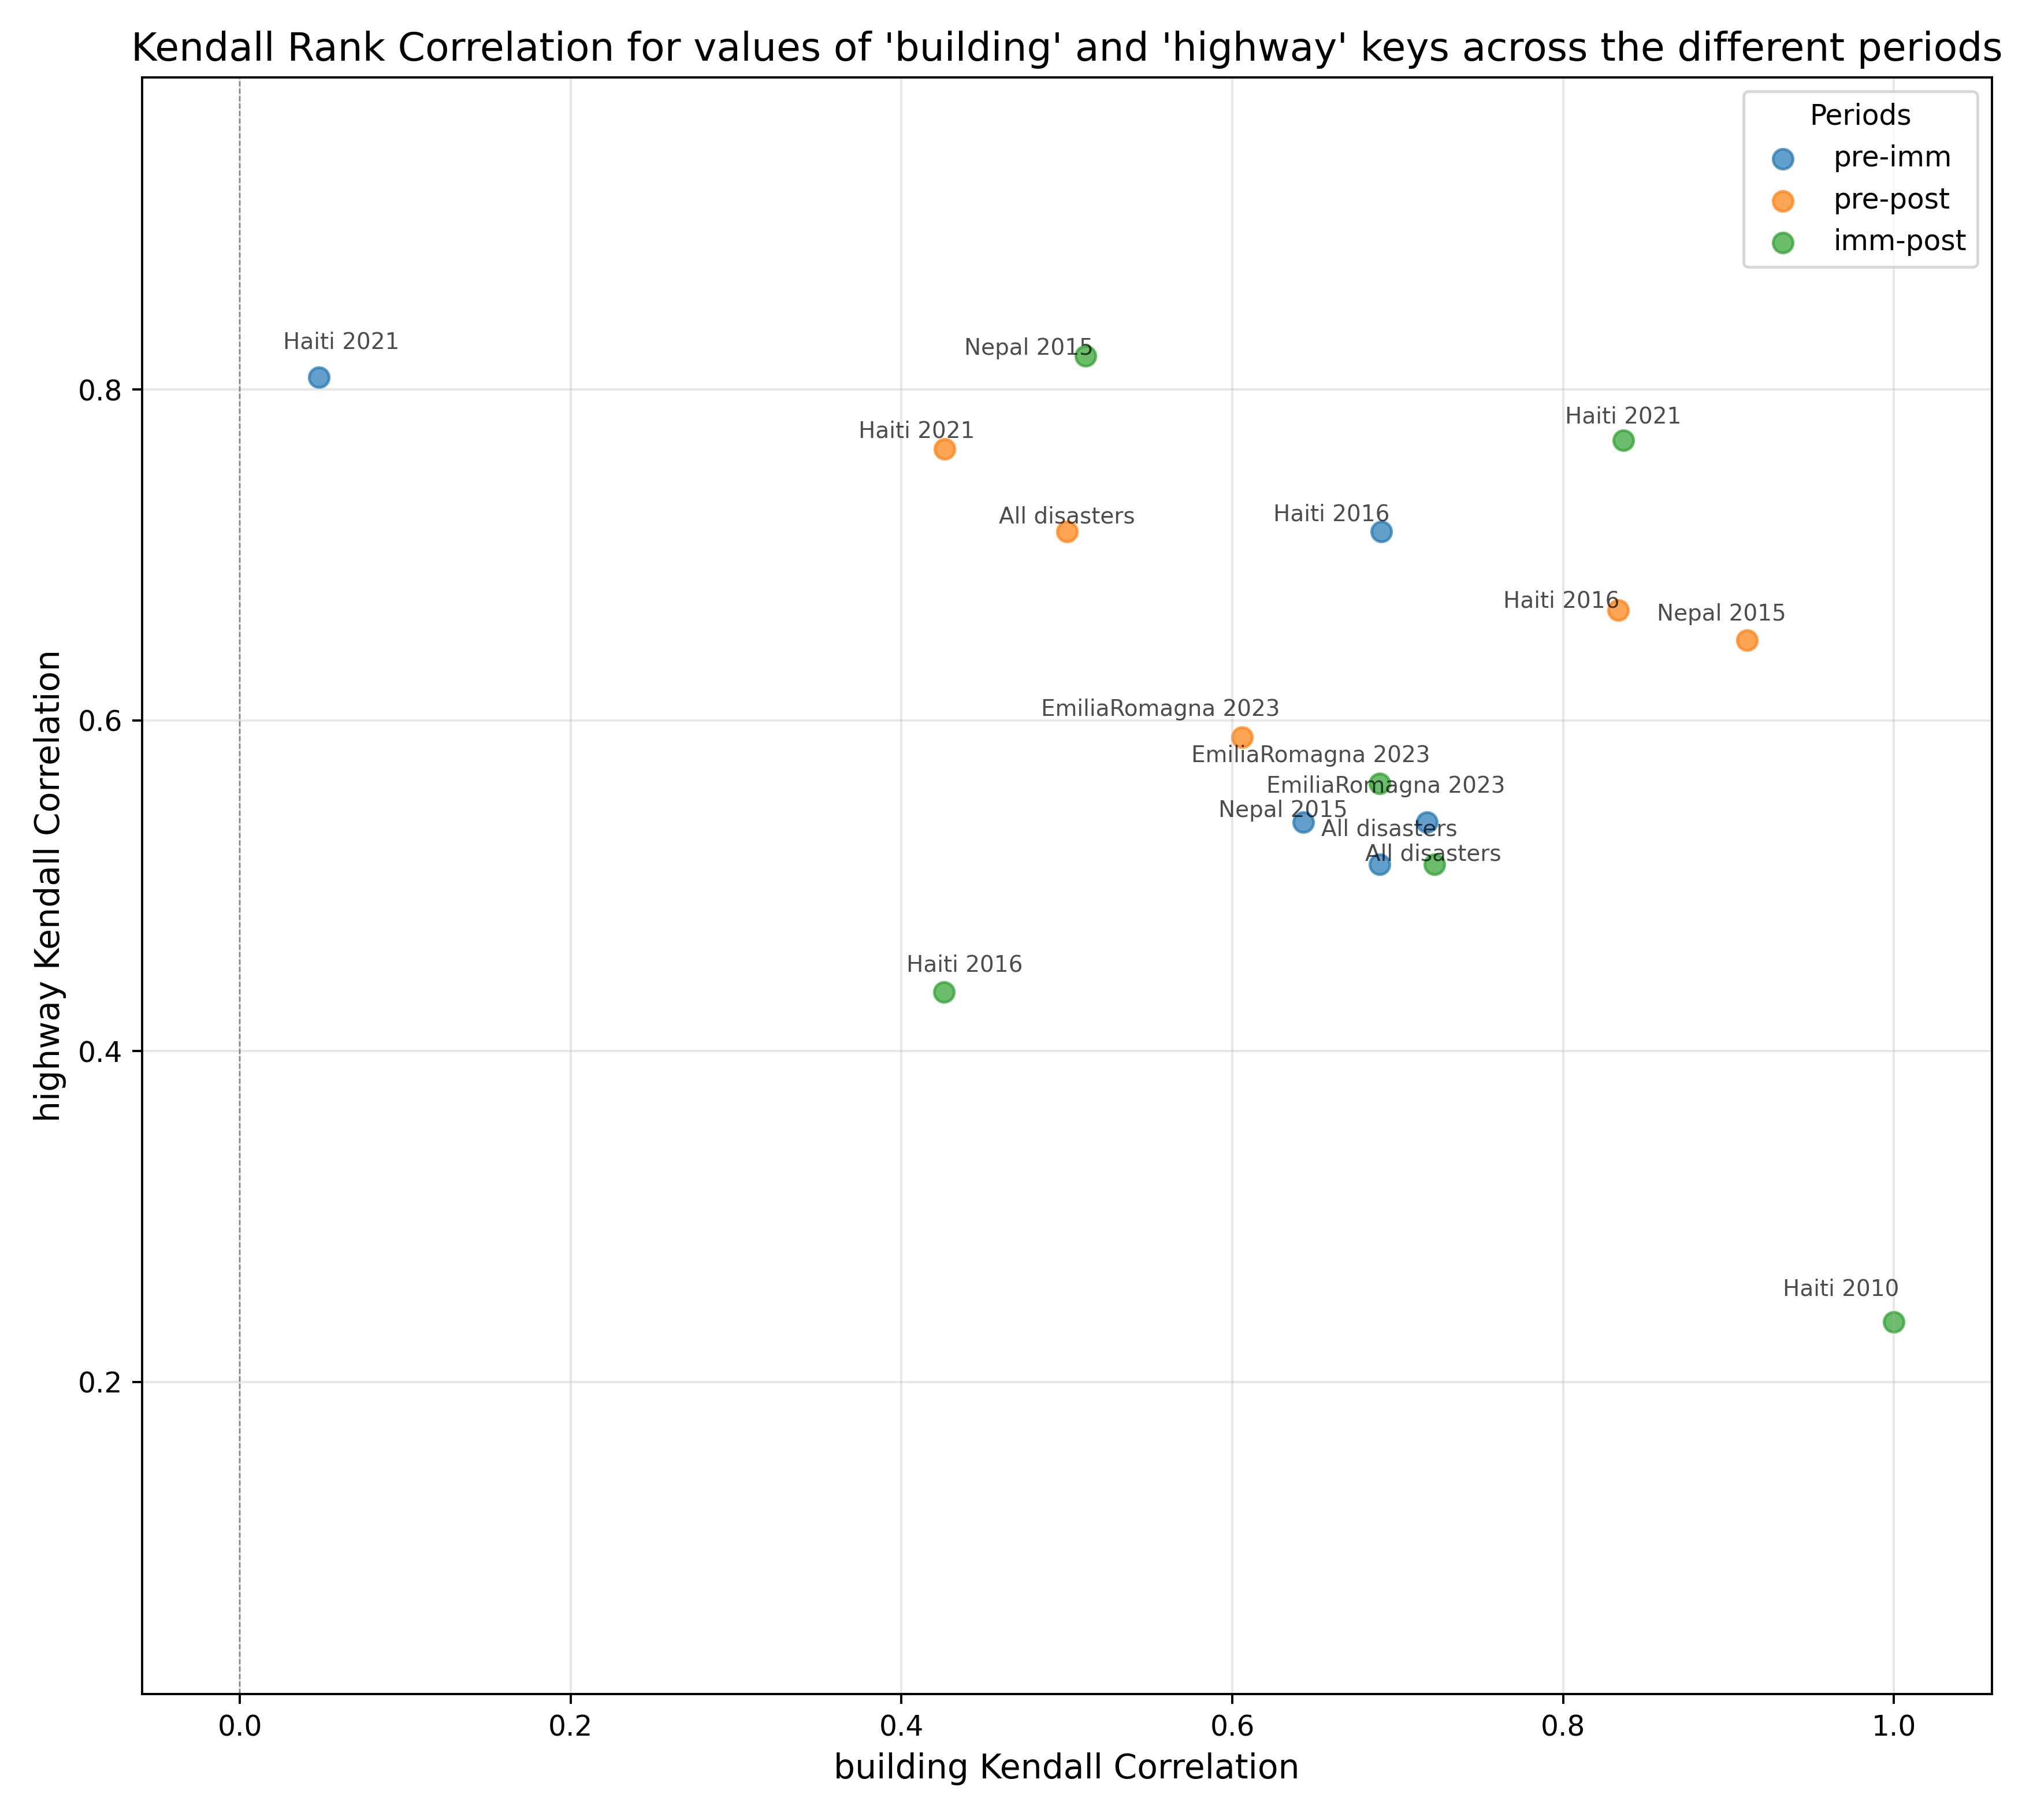 Kendall Rank Correlation for values of 'building' and 'highway' keys across the different periods
Periods
pre-imm
pre-post
imm-post
Haiti 2021
Nepal 2015
Haiti 2021
Haiti 2021
All disasters
Haiti 2016
Haiti 2016
Nepal 2015
EmiliaRomagna 2023
EmiliaRomagna 2023
EmiliaRomagna 2023
Nepal 2015
All disasters
All disasters
Haiti 2016
Haiti 2010
highway Kendall Correlation
0.8
0.6
0.4
0.2
0.0
0.2
0.4
0.6
0.8
1.0
building Kendall Correlation